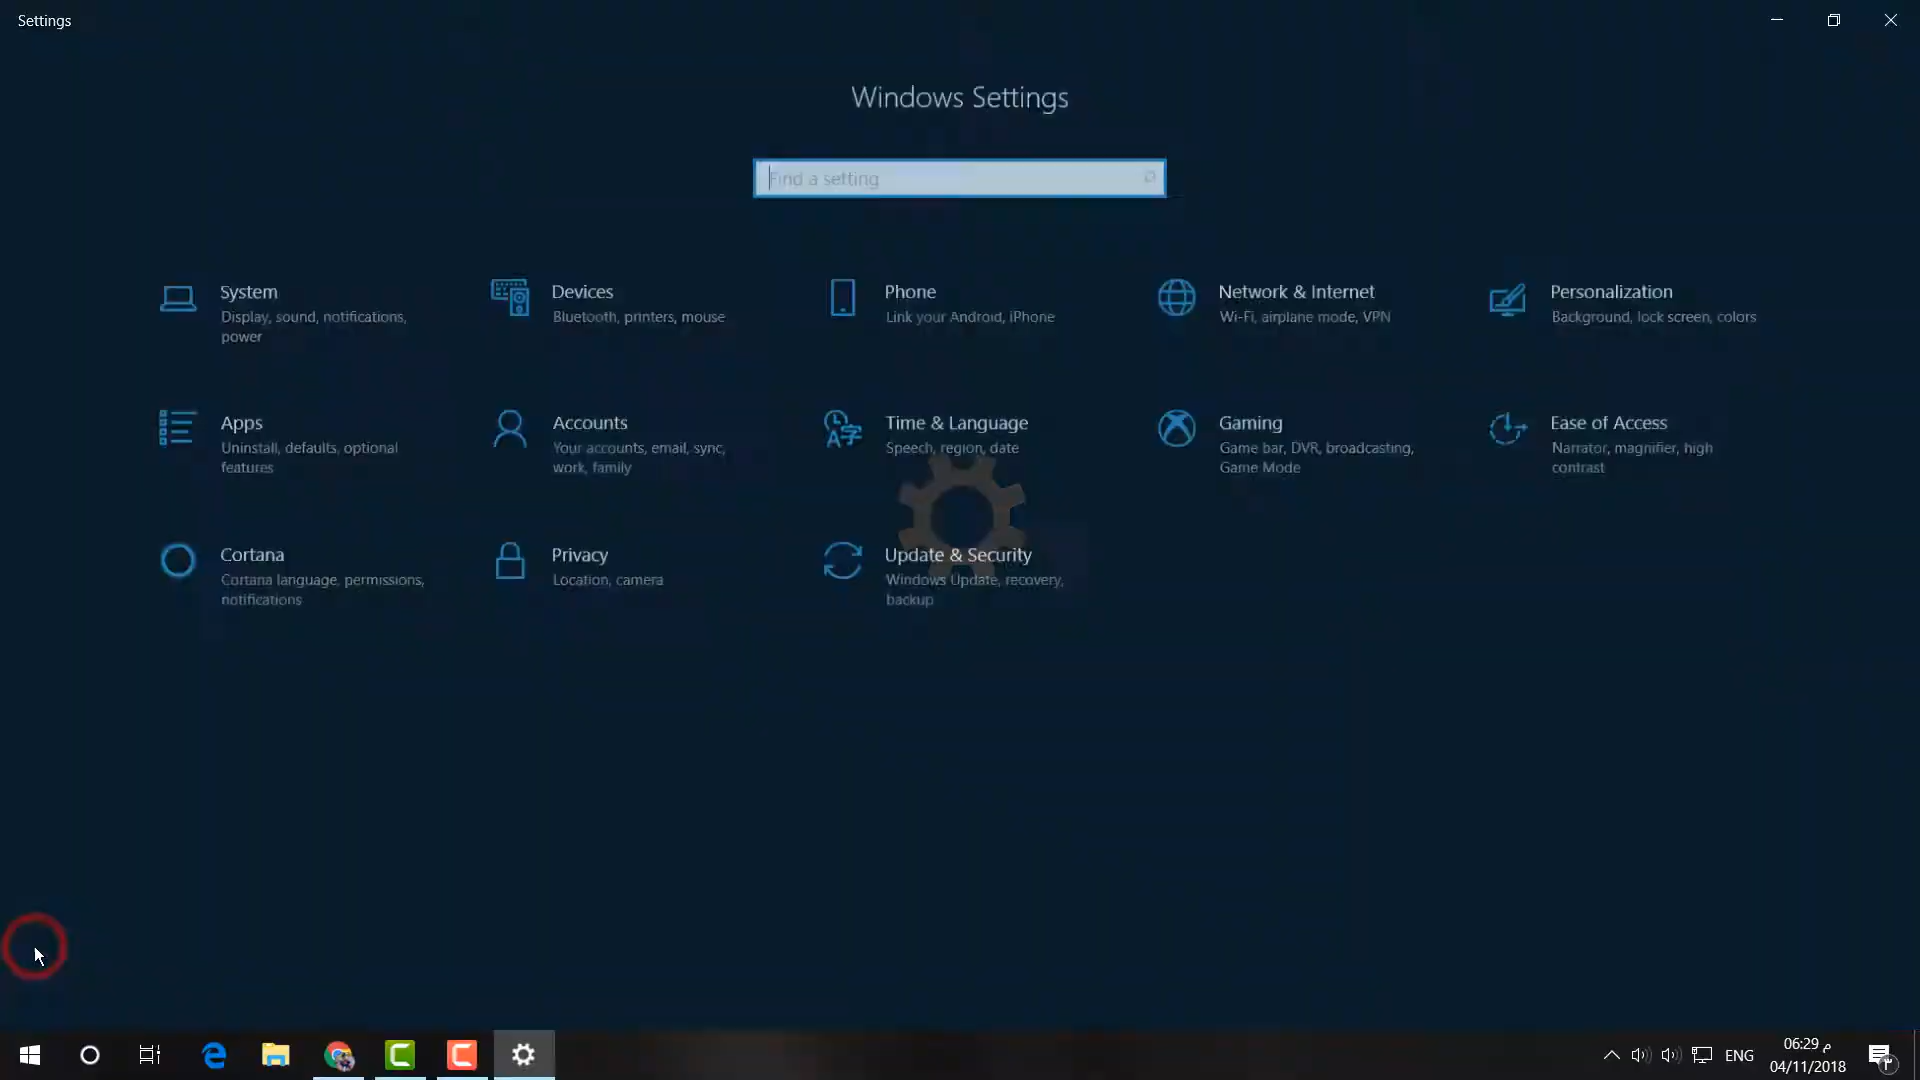 Settings
Windows Settings
Find a setting
System
Display, sound, notifications,
power
Devices
Bluetooth, printers, mouse
Phone
Link your Android, iPhone
Network & Internet
Wi-Fi, airplane mode, VPN
Personalization
Background, lock screen, colors
Apps
Uninstall, defaults, optional
features
Accounts
Your accounts, email, sync,
work, family
Time & Language
Speech, region, date
Gaming
Game bar, DVR, broadcasting,
Game Mode
Ease of Access
Narrator, magnifier, high
contrast
Cortana
Cortana language, permissions,
notifications
Privacy
Location, camera
Update & Security
Windows Update, recovery,
backup
ENG
06:29 م
04/11/2018
٣